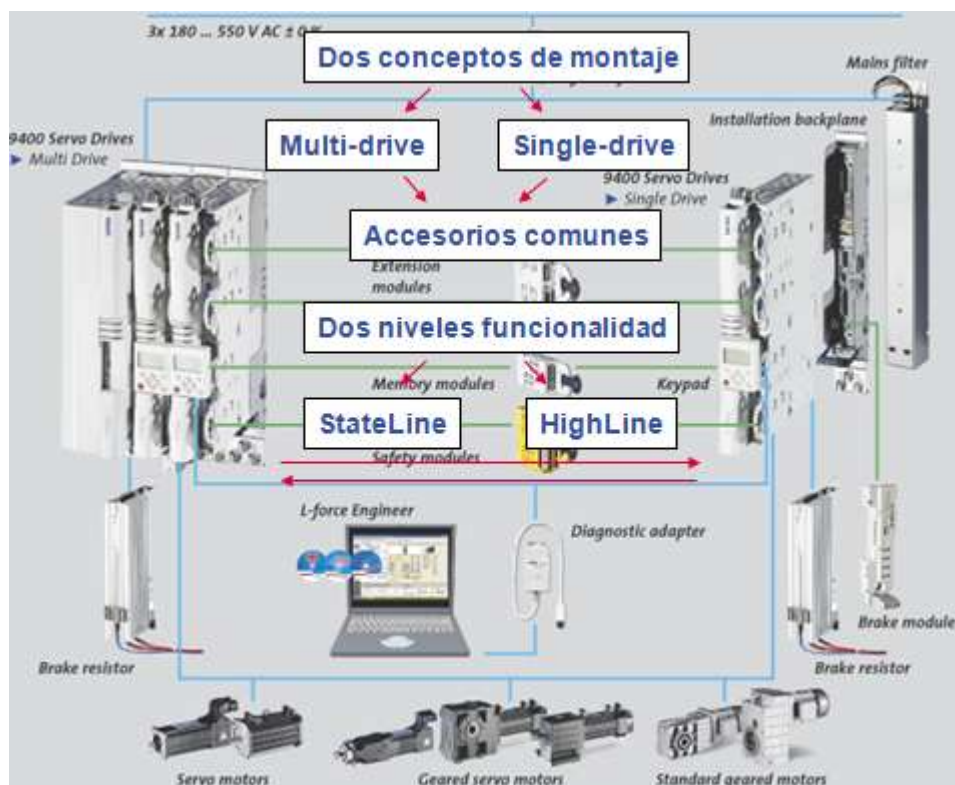 3x 180 ... 550 V AC ± 0 %
Dos conceptos de montaje
Mains filter
Multi-drive
Single-drive
Installation backplane
9400 Servo Drives
► Multi Drive
9400 Servo Drives
► Single Drive
Accesorios comunes
Extension
modules
Dos niveles funcionalidad
Memory modules
Keypad
StateLine
HighLine
Safety modules
L-force Engineer
Diagnostic adapter
Brake module
Brake resistor
Brake resistor
Servo motors
Geared servo motors
Standard geared motors